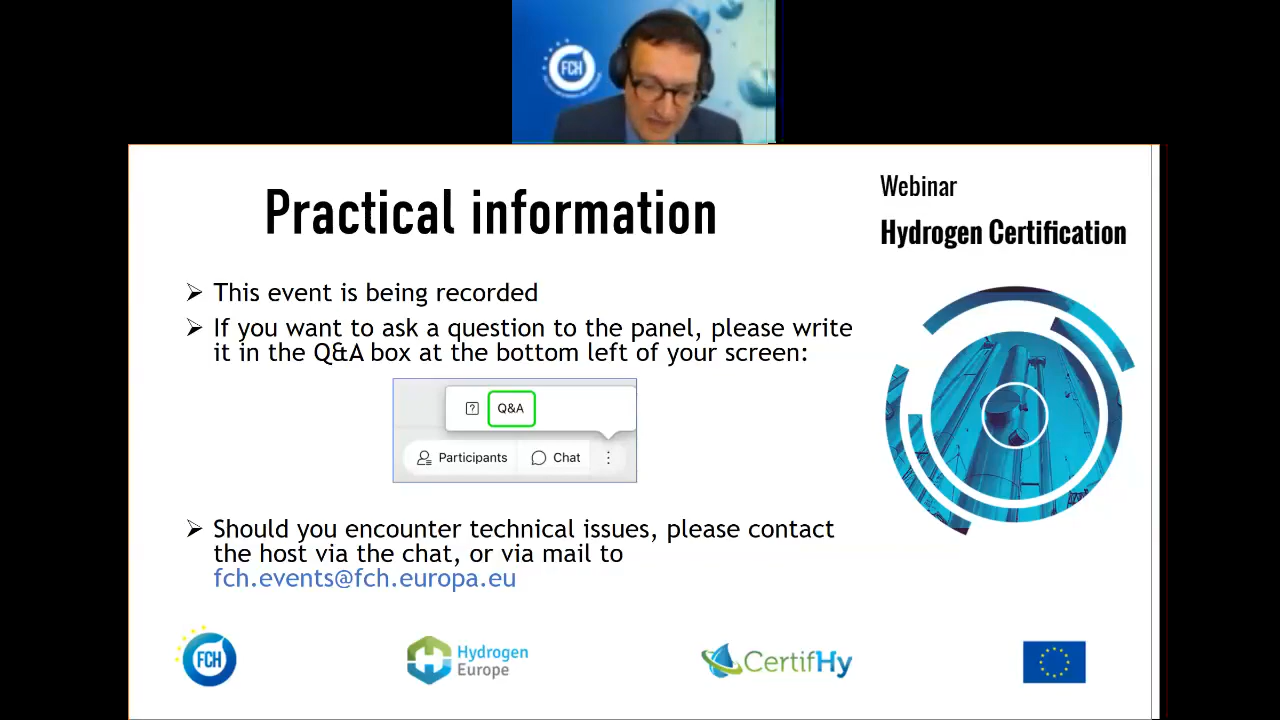 FCH
Practical information
Webinar
Hydrogen Certification
This event is being recorded
If you want to ask a question to the panel, please write
it in the Q&A box at the bottom left of your screen:
? Q&A
Participants Chat
Should you encounter technical issues, please contact
the host via the chat, or via mail to
fch.events@fch.europa.eu
FCH
Hydrogen
Europe
CertifHy